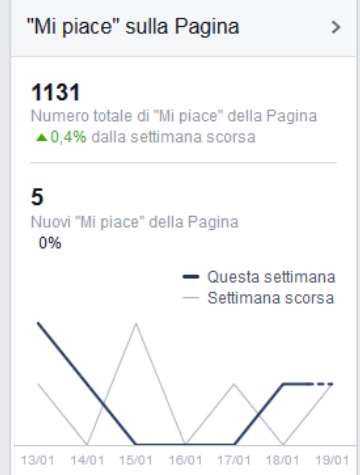 "Mi piace" sulla Pagina
1131
Numero totale di "Mi piace" della Pagina
0,4% dalla settimana scorsa
5
Nuovi "Mi piace" della Pagina
0%
Questa settimana
Settimana scorsa
13/01 14/01 15/01 16/01 17/01 18/01 19/01